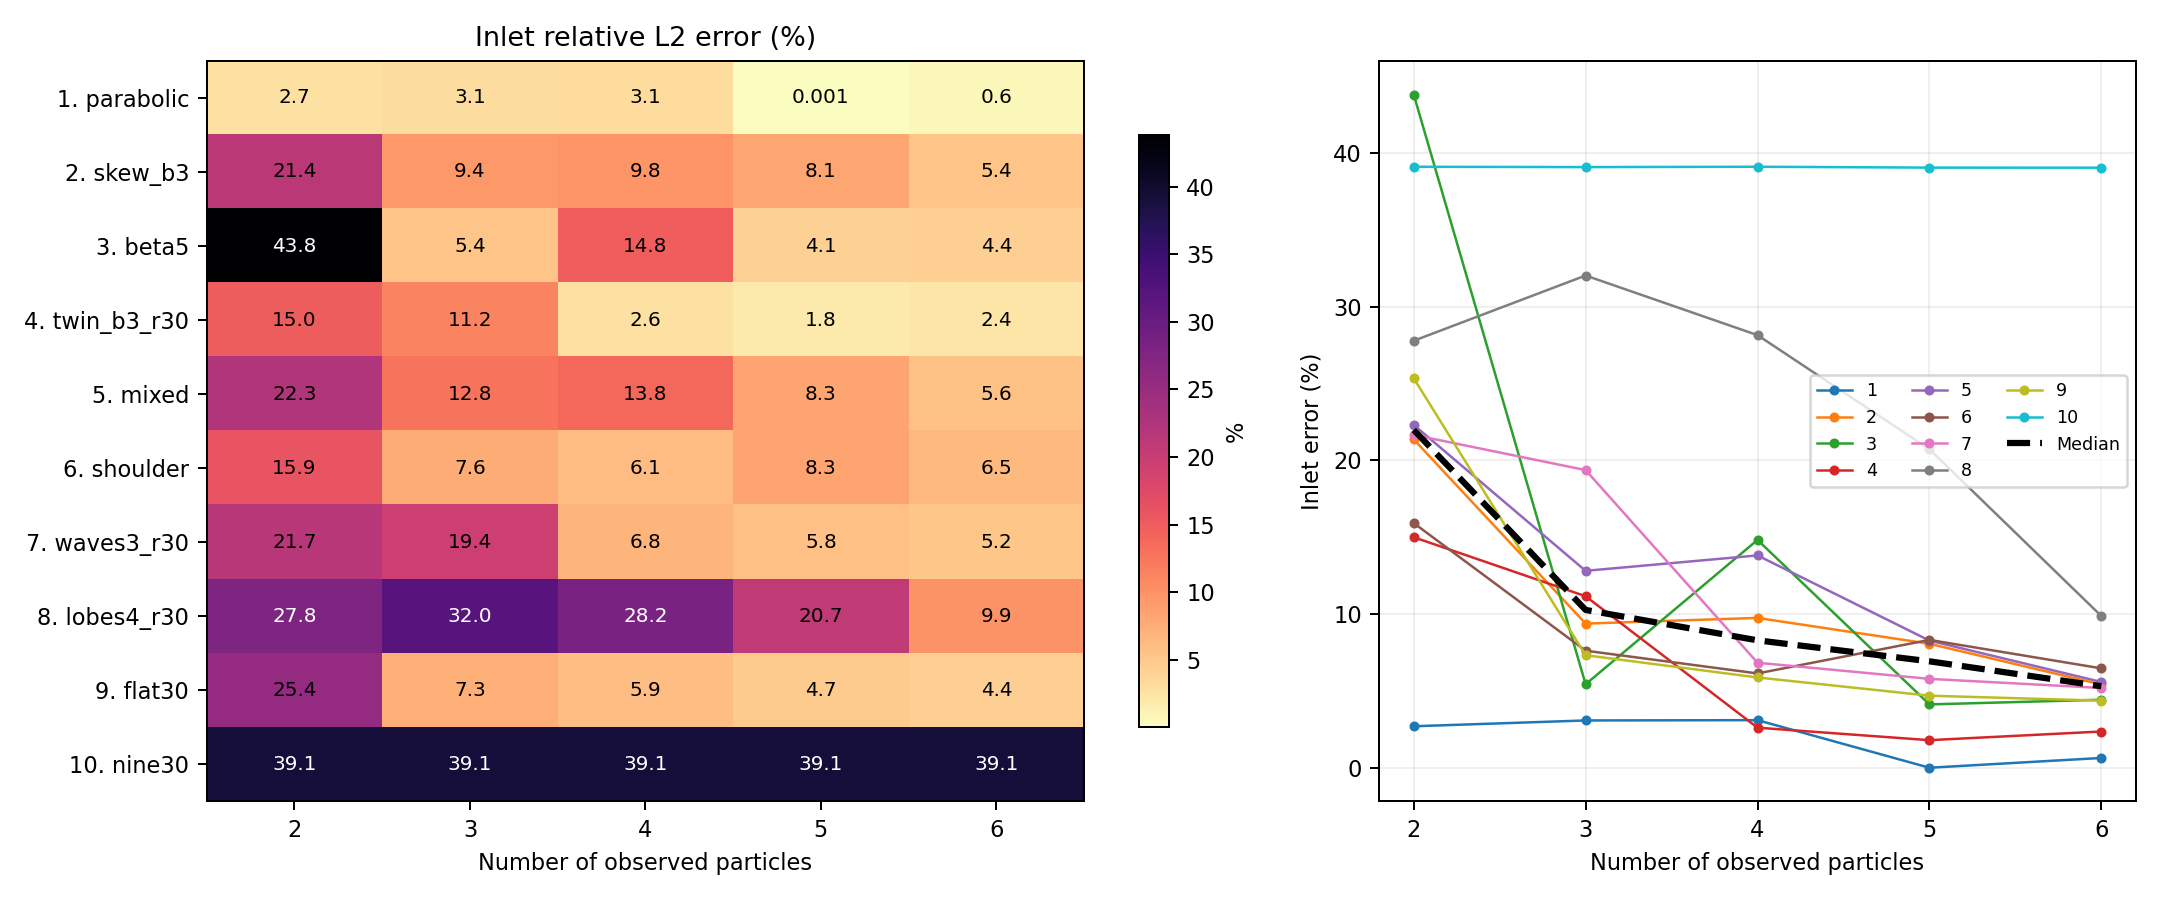 Inlet relative L2 error (%)
1. parabolic 2.7 3.1 3.1 0.001 0.6
2. skew_b3 21.4 9.4 9.8 8.1 5.4
3. beta5 43.8 5.4 14.8 4.1 4.4
4. twin_b3_r30 15.0 11.2 2.6 1.8 2.4
5. mixed 22.3 12.8 13.8 8.3 5.6
6. shoulder 15.9 7.6 6.1 8.3 6.5
7. waves3_r30 21.7 19.4 6.8 5.8 5.2
8. lobes4_r30 27.8 32.0 28.2 20.7 9.9
9. flat30 25.4 7.3 5.9 4.7 4.4
10. nine30 39.1 39.1 39.1 39.1 39.1
2 3 4 5 6
Number of observed particles
40
35
30
25
20
15
10
5
%
Inlet error (%)
40
30
20
10
0
1 5 9
2 6 10
3 7 Median
4 8
2 3 4 5 6
Number of observed particles